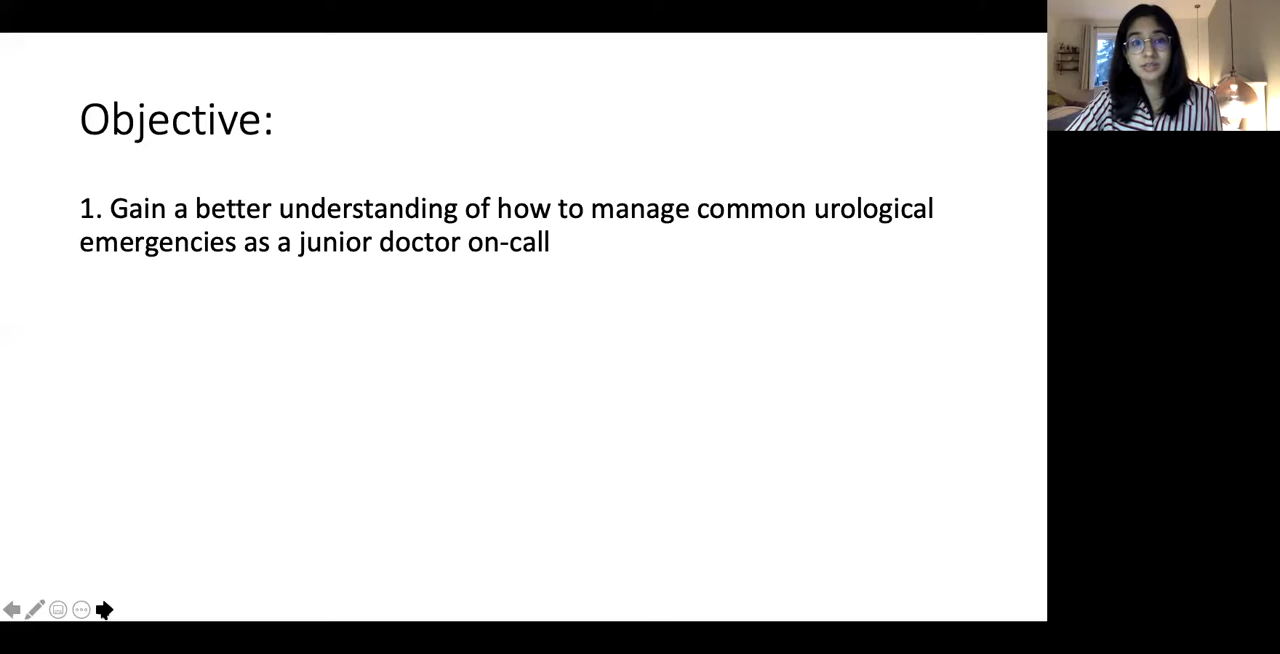 Objective:
1. Gain a better understanding of how to manage common urological
emergencies as a junior doctor on-call